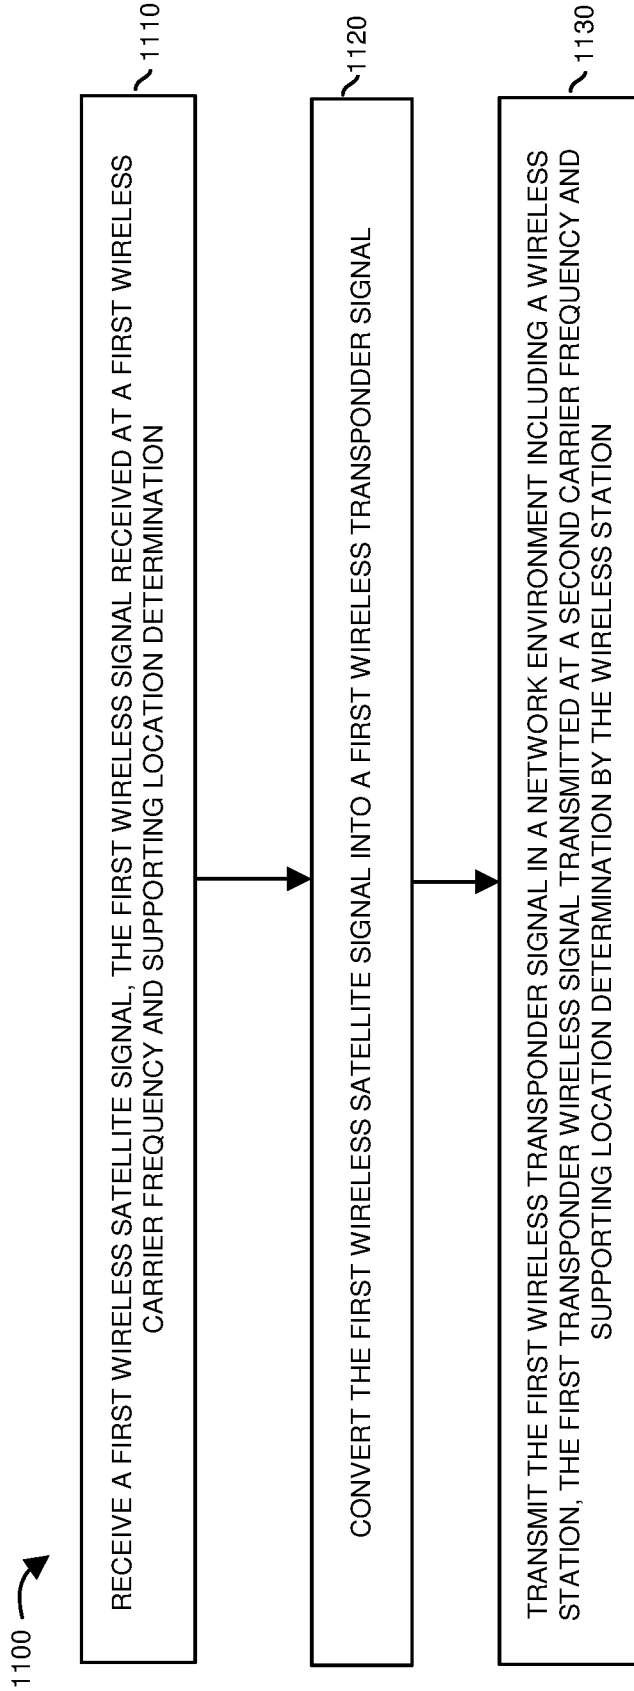 1100
RECEIVE A FIRST WIRELESS SATELLITE SIGNAL, THE FIRST WIRELESS SIGNAL RECEIVED AT A FIRST WIRELESS
CARRIER FREQUENCY AND SUPPORTING LOCATION DETERMINATION
1110
CONVERT THE FIRST WIRELESS SATELLITE SIGNAL INTO A FIRST WIRELESS TRANSPONDER SIGNAL
1120
TRANSMIT THE FIRST WIRELESS TRANSPONDER SIGNAL IN A NETWORK ENVIRONMENT INCLUDING A WIRELESS
STATION, THE FIRST TRANSPONDER WIRELESS SIGNAL TRANSMITTED AT A SECOND CARRIER FREQUENCY AND
SUPPORTING LOCATION DETERMINATION BY THE WIRELESS STATION
1130